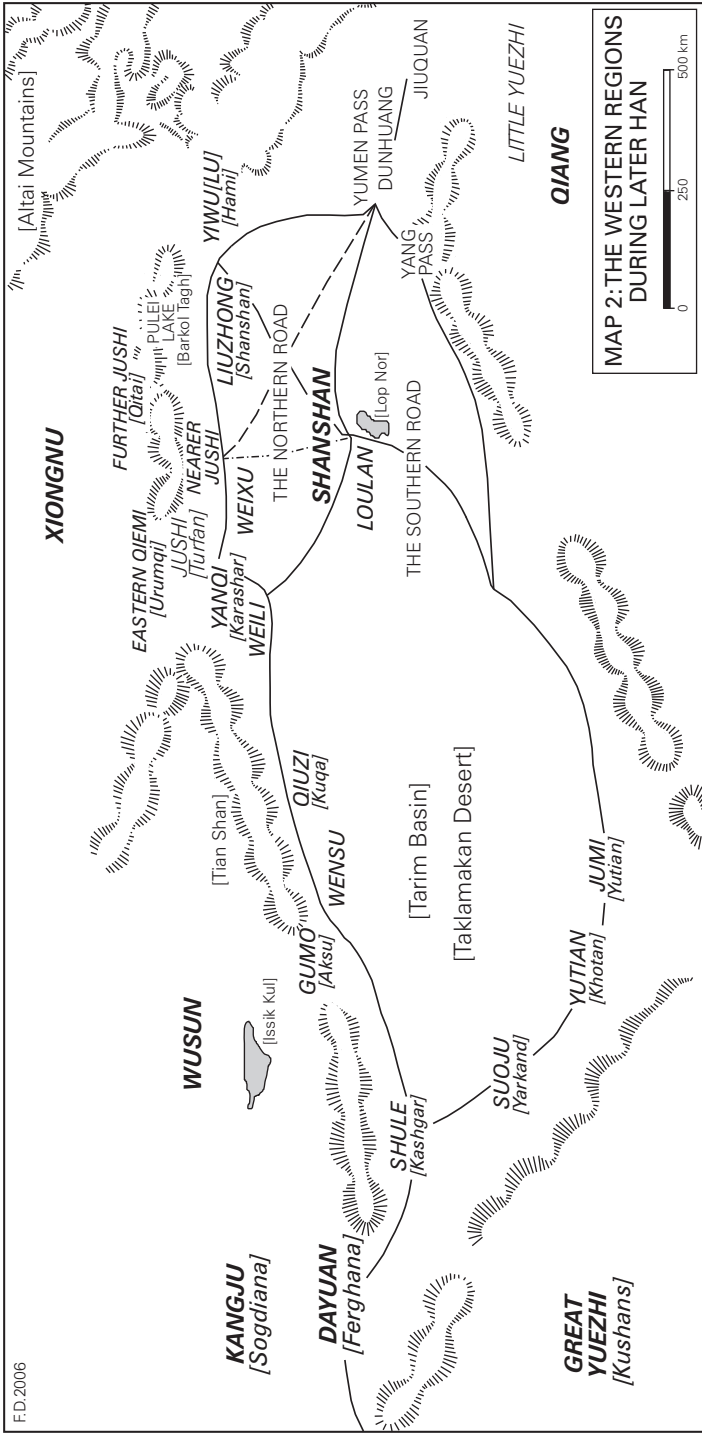 F.D.2006
[Altai Mountains]
XIONGNU
FURTHER JUSHI
[Qitai]
PULEI
LAKE
[Barkol Tagh]
YIWU[LU]
[Hami]
EASTERN QIEMI
[Urumqi]
JUSHI
[Turfan]
NEARER
JUSHI
LIUZHONG
[Shanshan]
WEIXU
THE NORTHERN ROAD
YANQI
[Karashar]
WEILI
SHANSHAN
LOULAN
[Lop Nor]
THE SOUTHERN ROAD
YUMEN PASS
DUNHUANG
JIUQUAN
YANG
PASS
LITTLE YUEZHI
QIANG
[Tian Shan]
QIUZI
[Kuqa]
WENSU
GUMO
[Aksu]
WUSUN
[Issik Kul]
[Tarim Basin]
[Taklamakan Desert]
KANGJU
[Sogdiana]
DAYUAN
[Ferghana]
SHULE
[Kashgar]
SUOJU
[Yarkand]
YUTIAN
[Khotan]
JUMI
[Yutian]
GREAT
YUEZHI
[Kushans]
MAP 2: THE WESTERN REGIONS
DURING LATER HAN
0 250 500 km